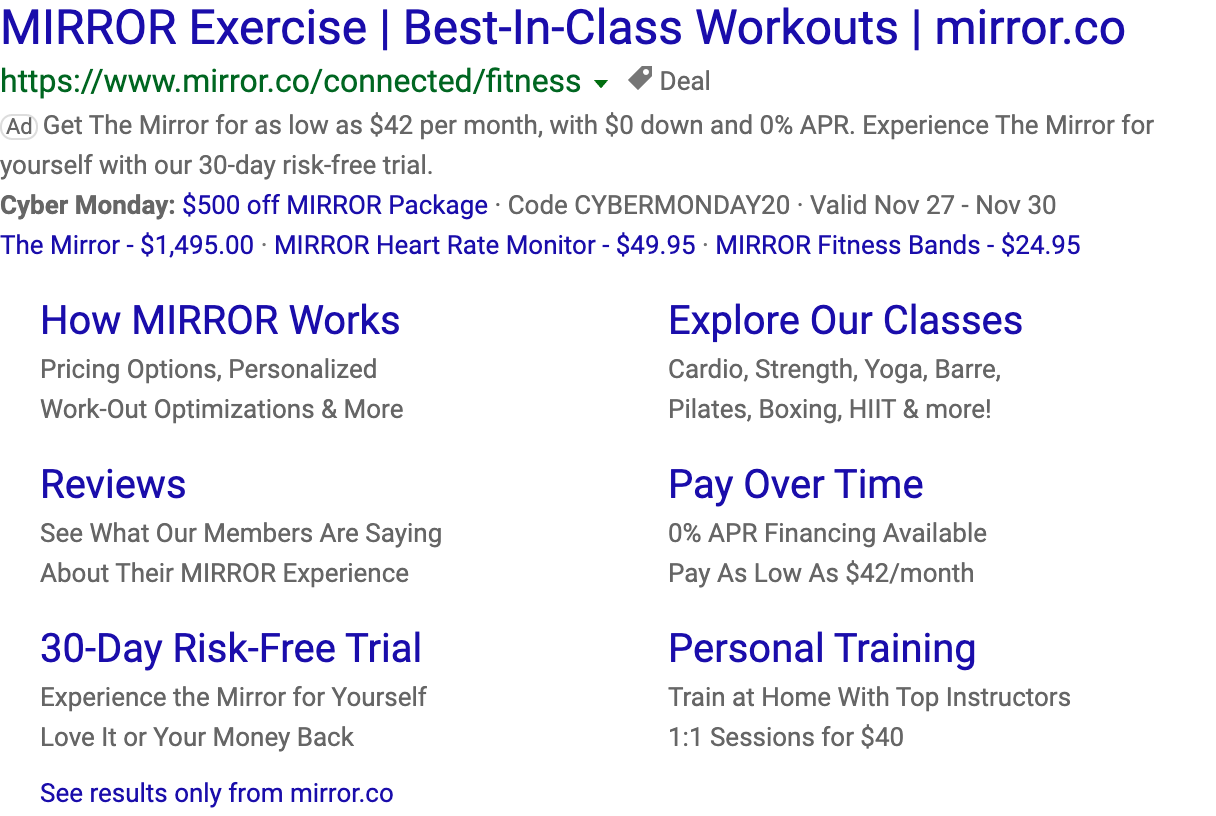 MIRROR Exercise | Best-In-Class Workouts | mirror.co
https://www.mirror.co/connected/fitness Deal
Ad Get The Mirror for as low as $42 per month, with $0 down and 0% APR. Experience The Mirror for
yourself with our 30-day risk-free trial.
Cyber Monday: $500 off MIRROR Package · Code CYBERMONDAY20 · Valid Nov 27 - Nov 30
The Mirror - $1,495.00 · MIRROR Heart Rate Monitor - $49.95 · MIRROR Fitness Bands - $24.95
How MIRROR Works
Pricing Options, Personalized
Work-Out Optimizations & More
Explore Our Classes
Cardio, Strength, Yoga, Barre,
Pilates, Boxing, HIIT & more!
Reviews
See What Our Members Are Saying
About Their MIRROR Experience
Pay Over Time
0% APR Financing Available
Pay As Low As $42/month
30-Day Risk-Free Trial
Experience the Mirror for Yourself
Love It or Your Money Back
Personal Training
Train at Home With Top Instructors
1:1 Sessions for $40
See results only from mirror.co